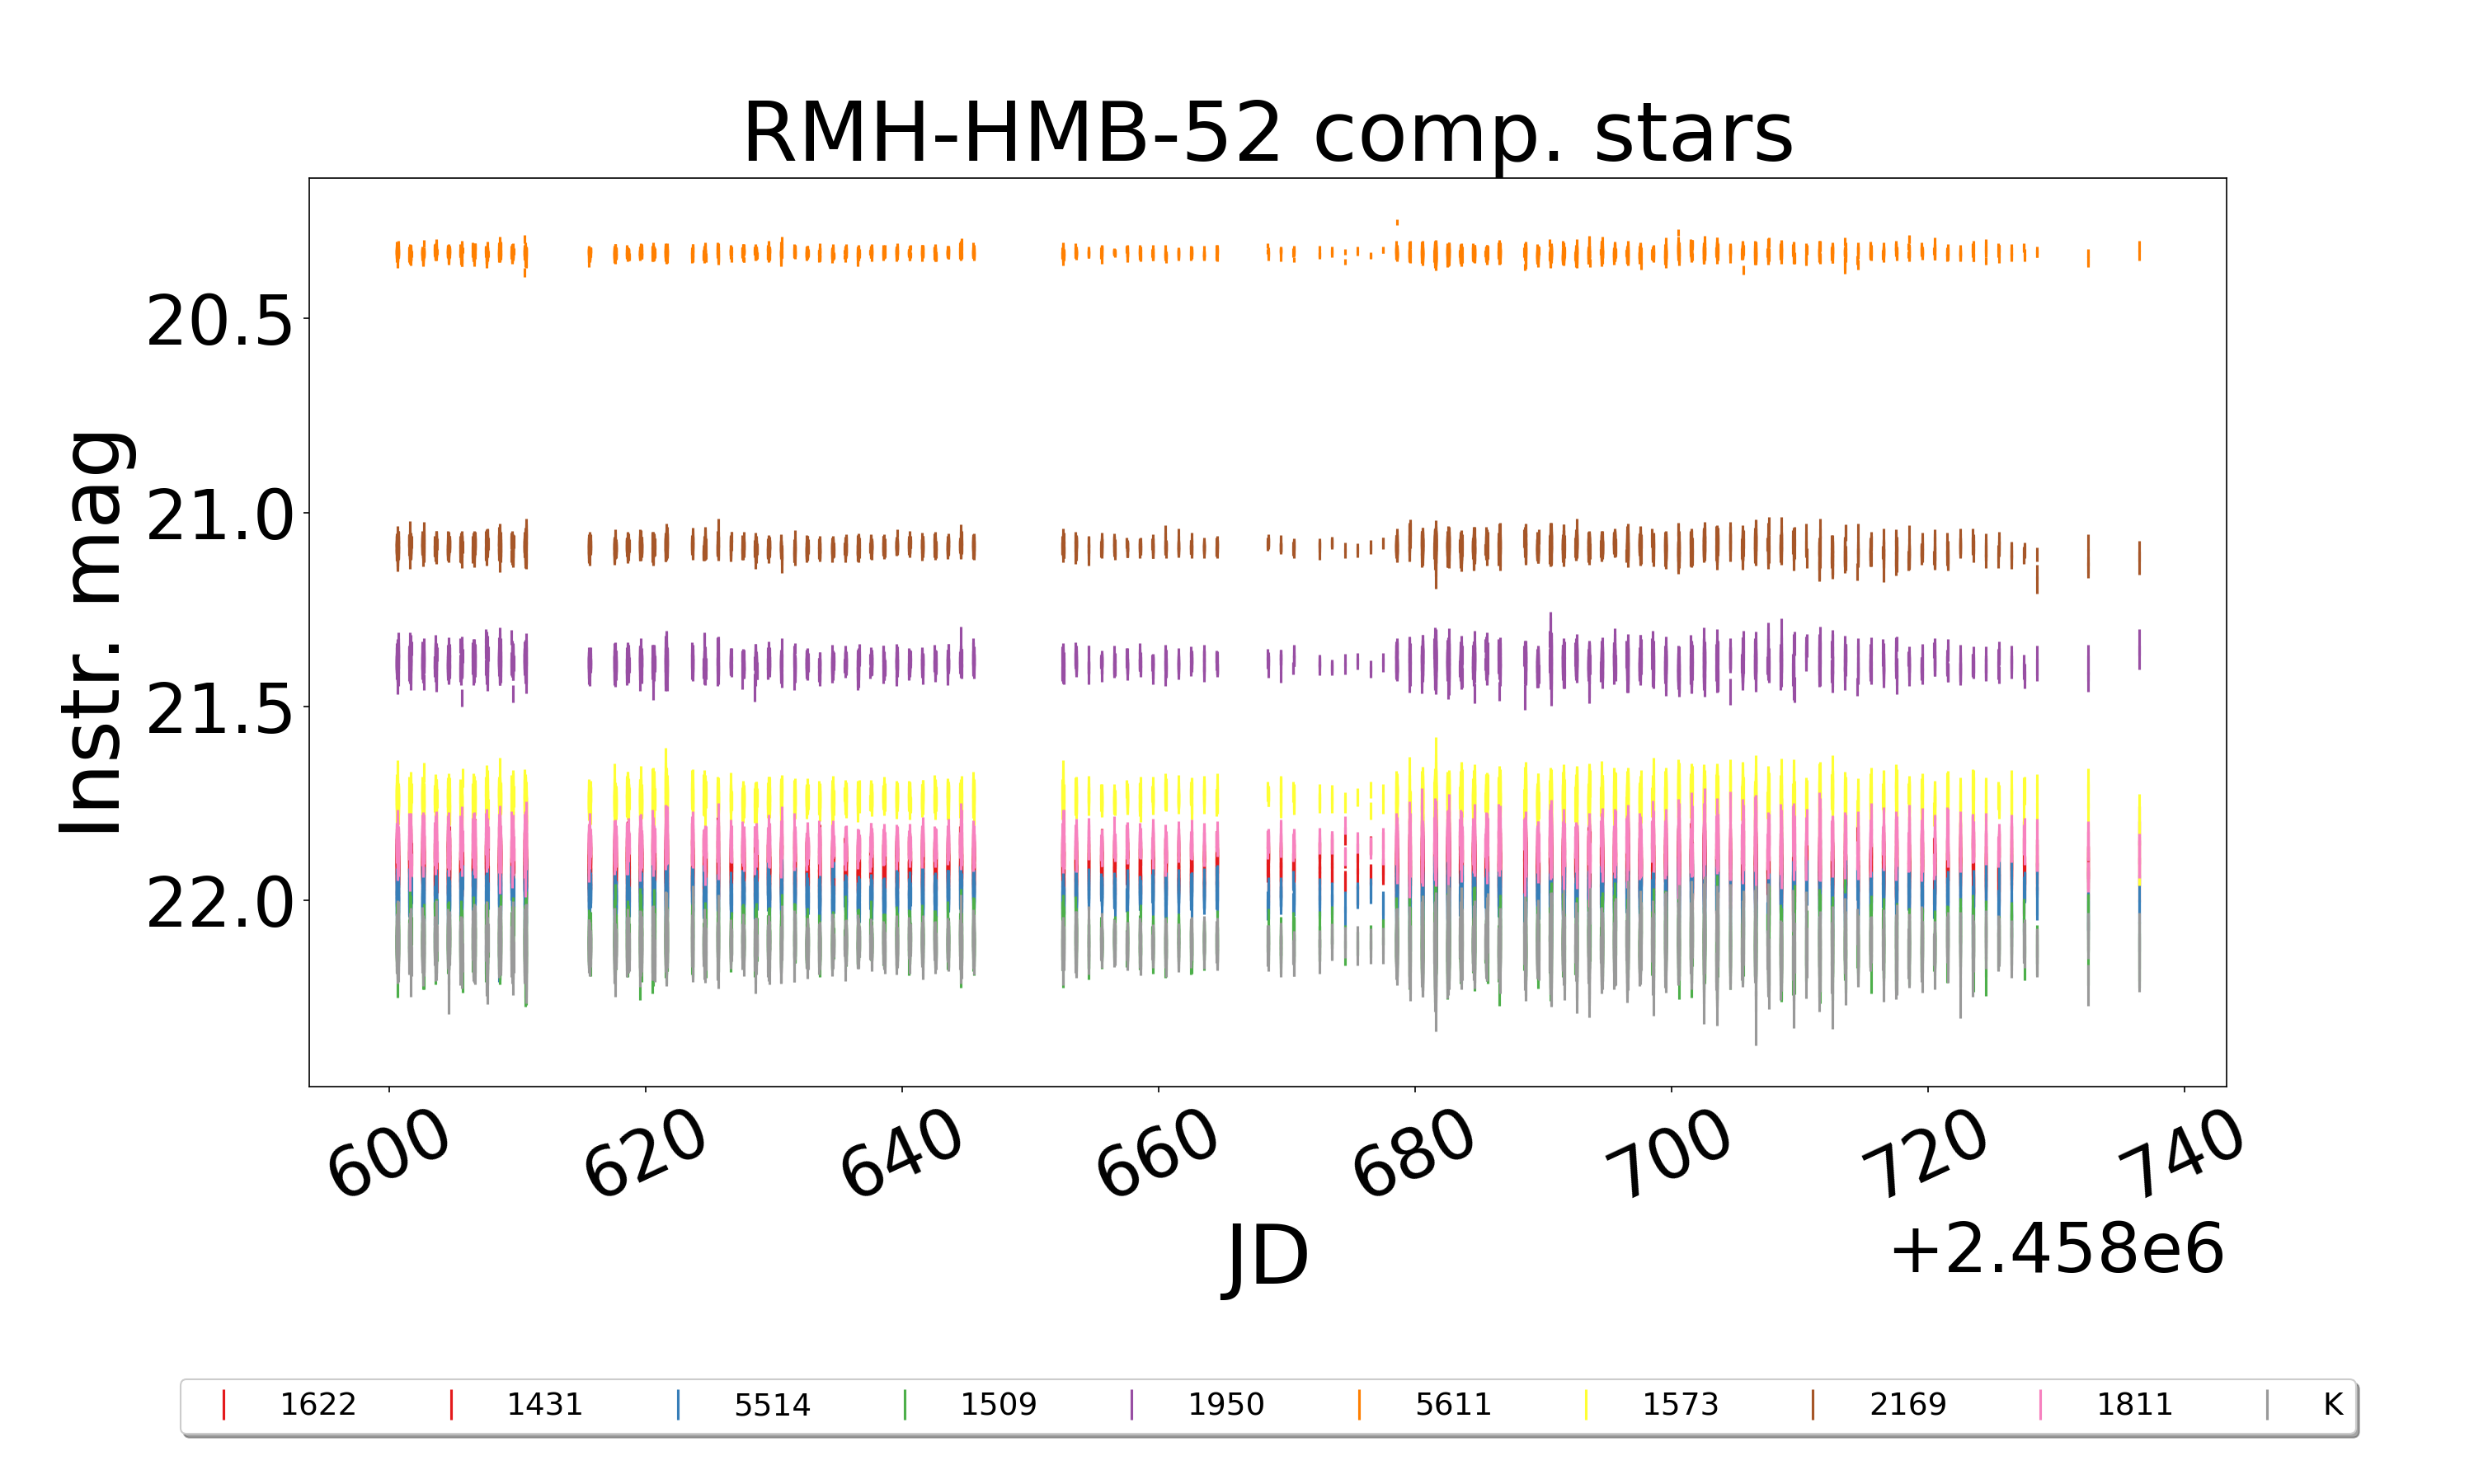 RMH-HMB-52 comp. stars
Instr. mag
20.5
21.0
21.5
22.0
600 620 640 660 680 700 720 740
JD
+2.458e6
1622 1431 5514 1509 1950 5611 1573 2169 1811 K